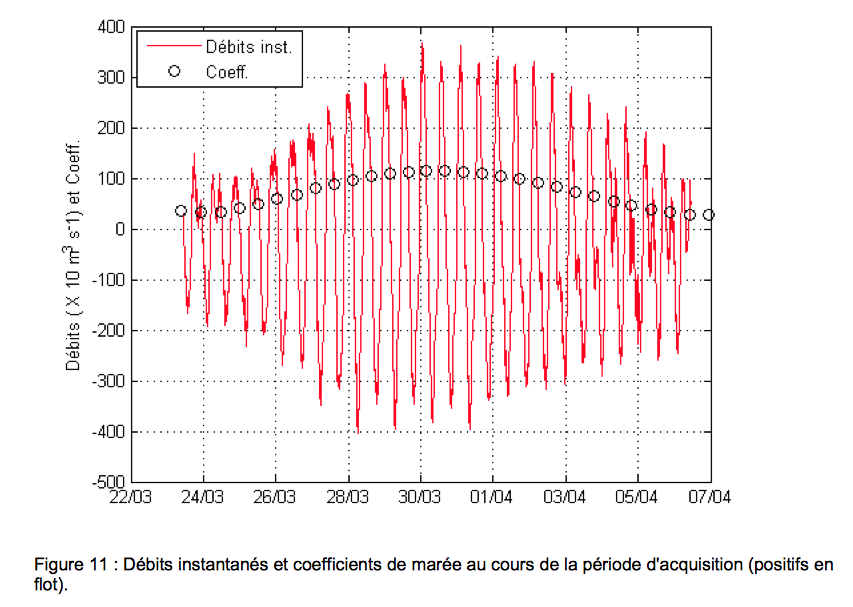 400
Débits inst.
Coeff.
300
200
100
0
-100
-200
-300
-400
-500
Débits ( X 10 m³ s⁻¹) et Coeff.
22/03 24/03 26/03 28/03 30/03 01/04 03/04 05/04 07/04
Figure 11 : Débits instantanés et coefficients de marée au cours de la période d'acquisition (positifs en
flot).